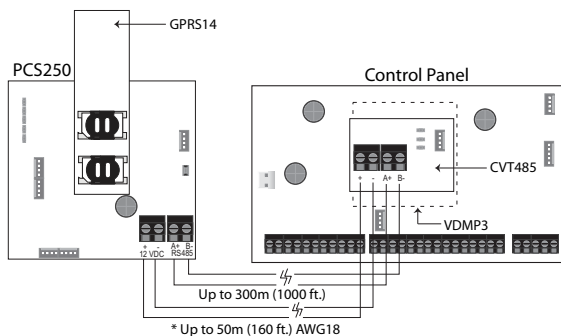 GPRS14
PCS250
Control Panel
CVT485
+ - A+ B-
VDMP3
+ - A+ B-
12 VDC RS485
Up to 300m (1000 ft.)
* Up to 50m (160 ft.) AWG18